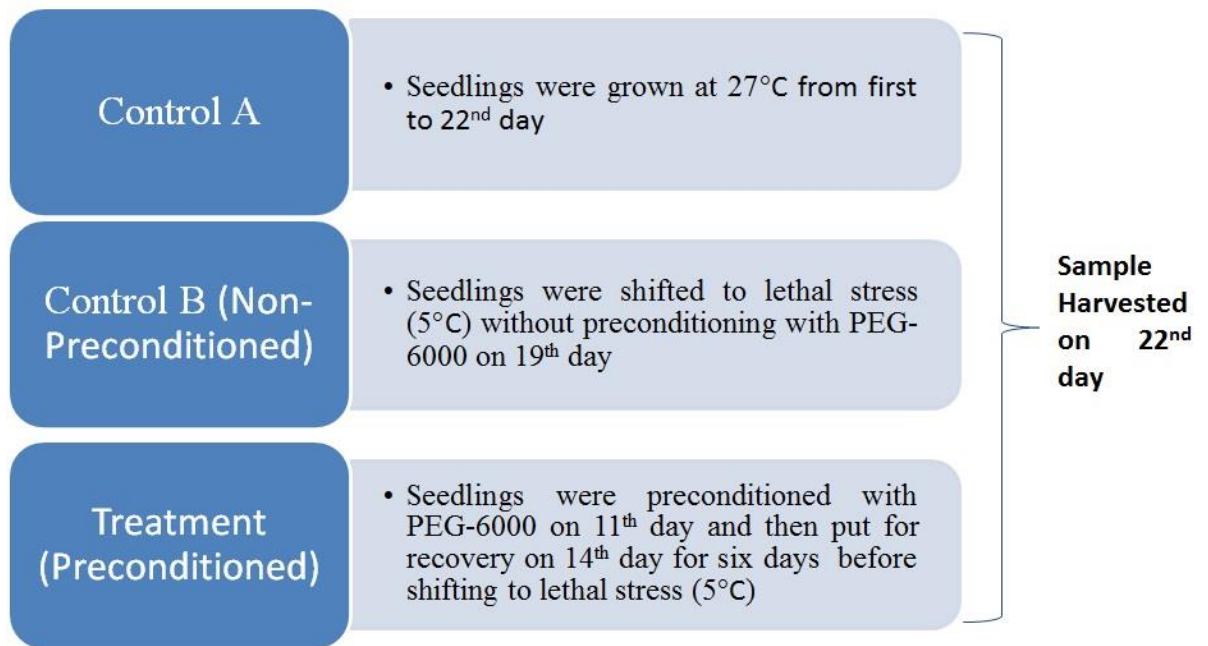 Control A
• Seedlings were grown at 27°C from first
to 22nd day
Control B (Non-
Preconditioned)
• Seedlings were shifted to lethal stress
(5°C) without preconditioning with PEG-
6000 on 19th day
Treatment
(Preconditioned)
• Seedlings were preconditioned with
PEG-6000 on 11th day and then put for
recovery on 14th day for six days before
shifting to lethal stress (5°C)
Sample
Harvested
on 22nd
day